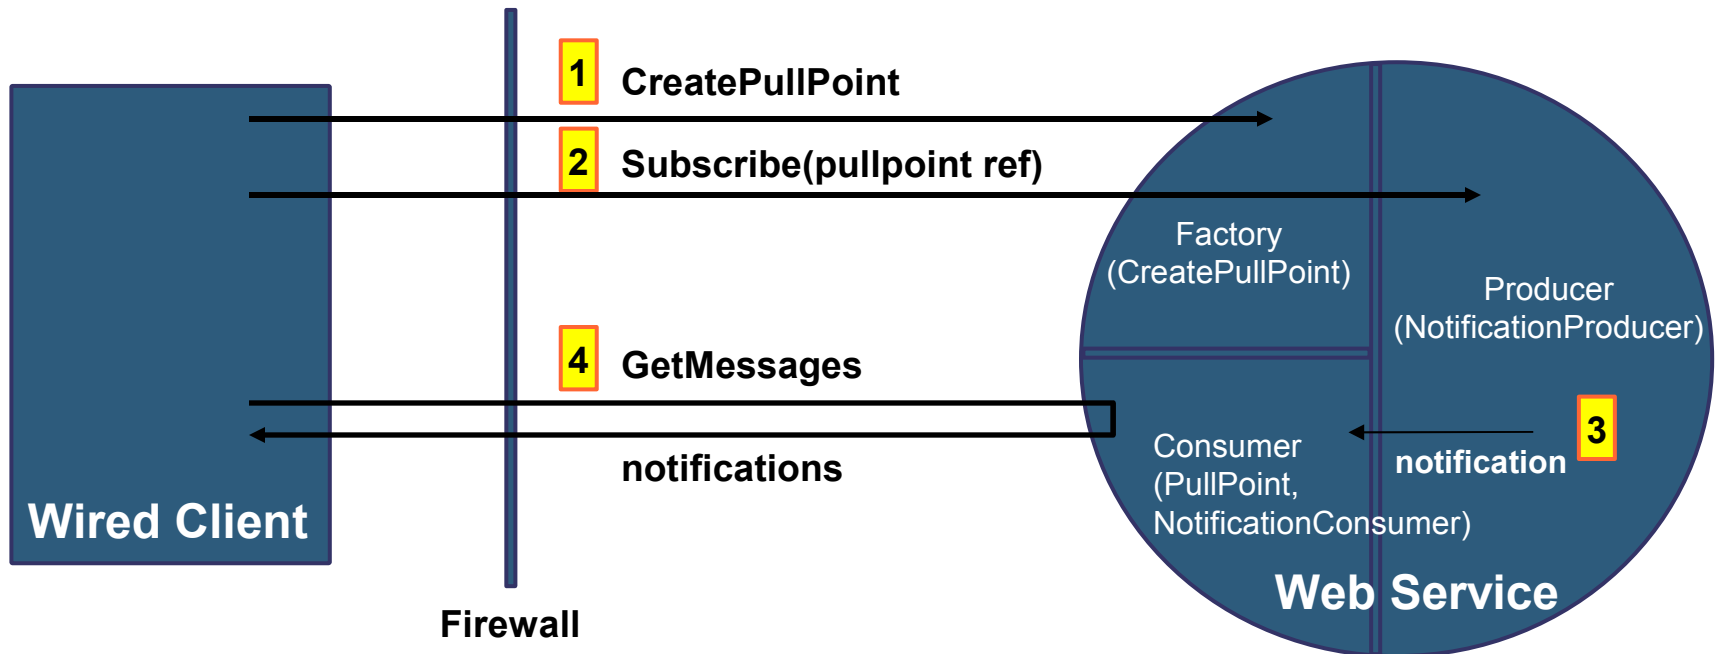 1 CreatePullPoint
2 Subscribe(pullpoint ref)
Factory
(CreatePullPoint)
Producer
(NotificationProducer)
4 GetMessages
notifications
3
notification
Consumer
(PullPoint,
NotificationConsumer)
Wired Client
Web Service
Firewall